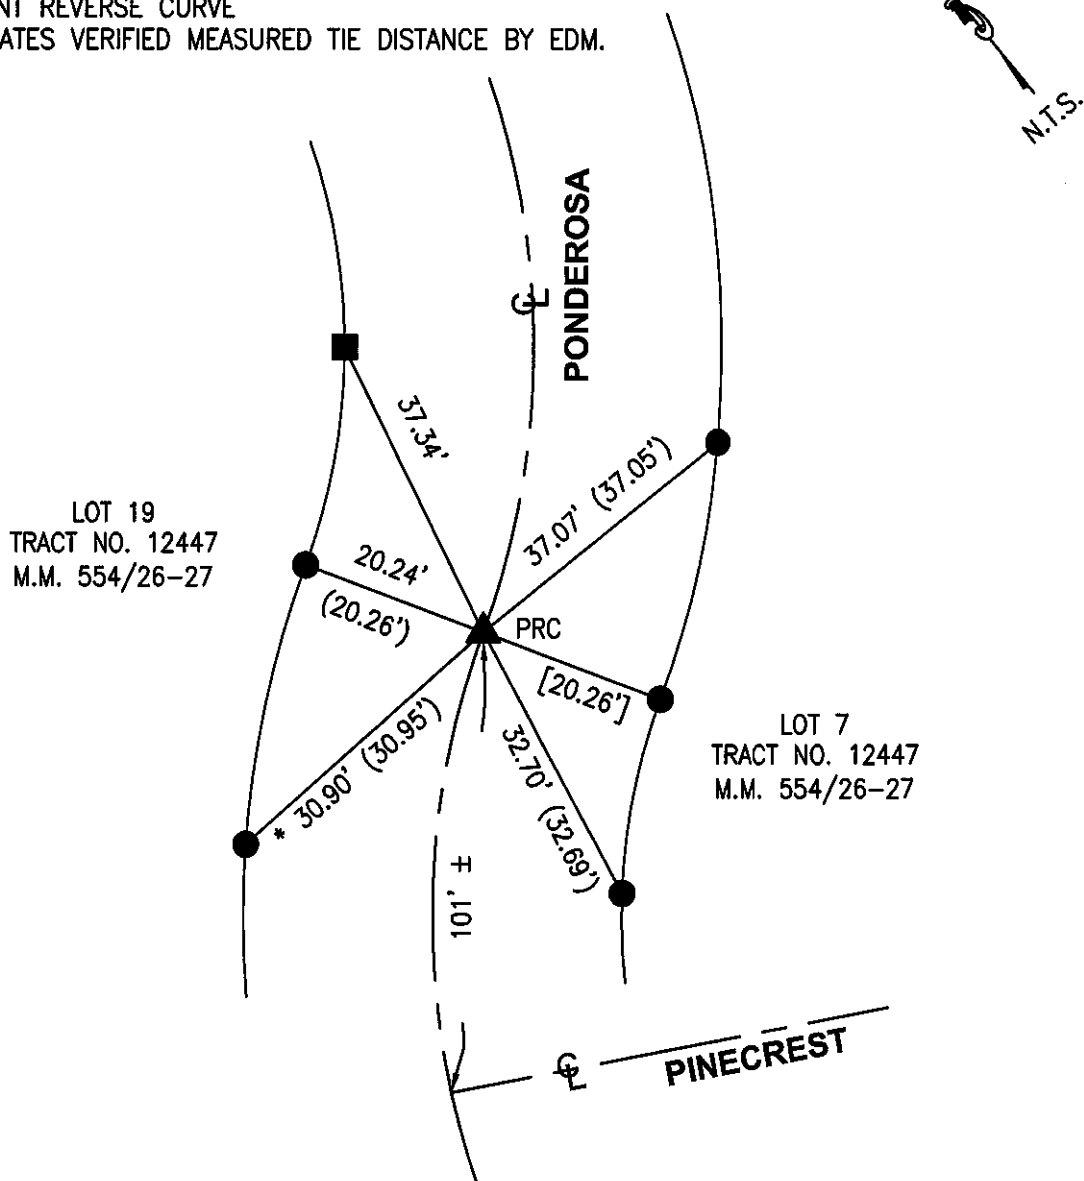 NT REVERSE CURVE
ATES VERIFIED MEASURED TIE DISTANCE BY EDM.
N.T.S.
PONDEROSA
℄
37.34'
37.07' (37.05')
LOT 19
TRACT NO. 12447
M.M. 554/26-27
20.24'
(20.26')
PRC
[20.26']
* 30.90' (30.95')
32.70' (32.69')
LOT 7
TRACT NO. 12447
M.M. 554/26-27
101' ±
℄
PINECREST